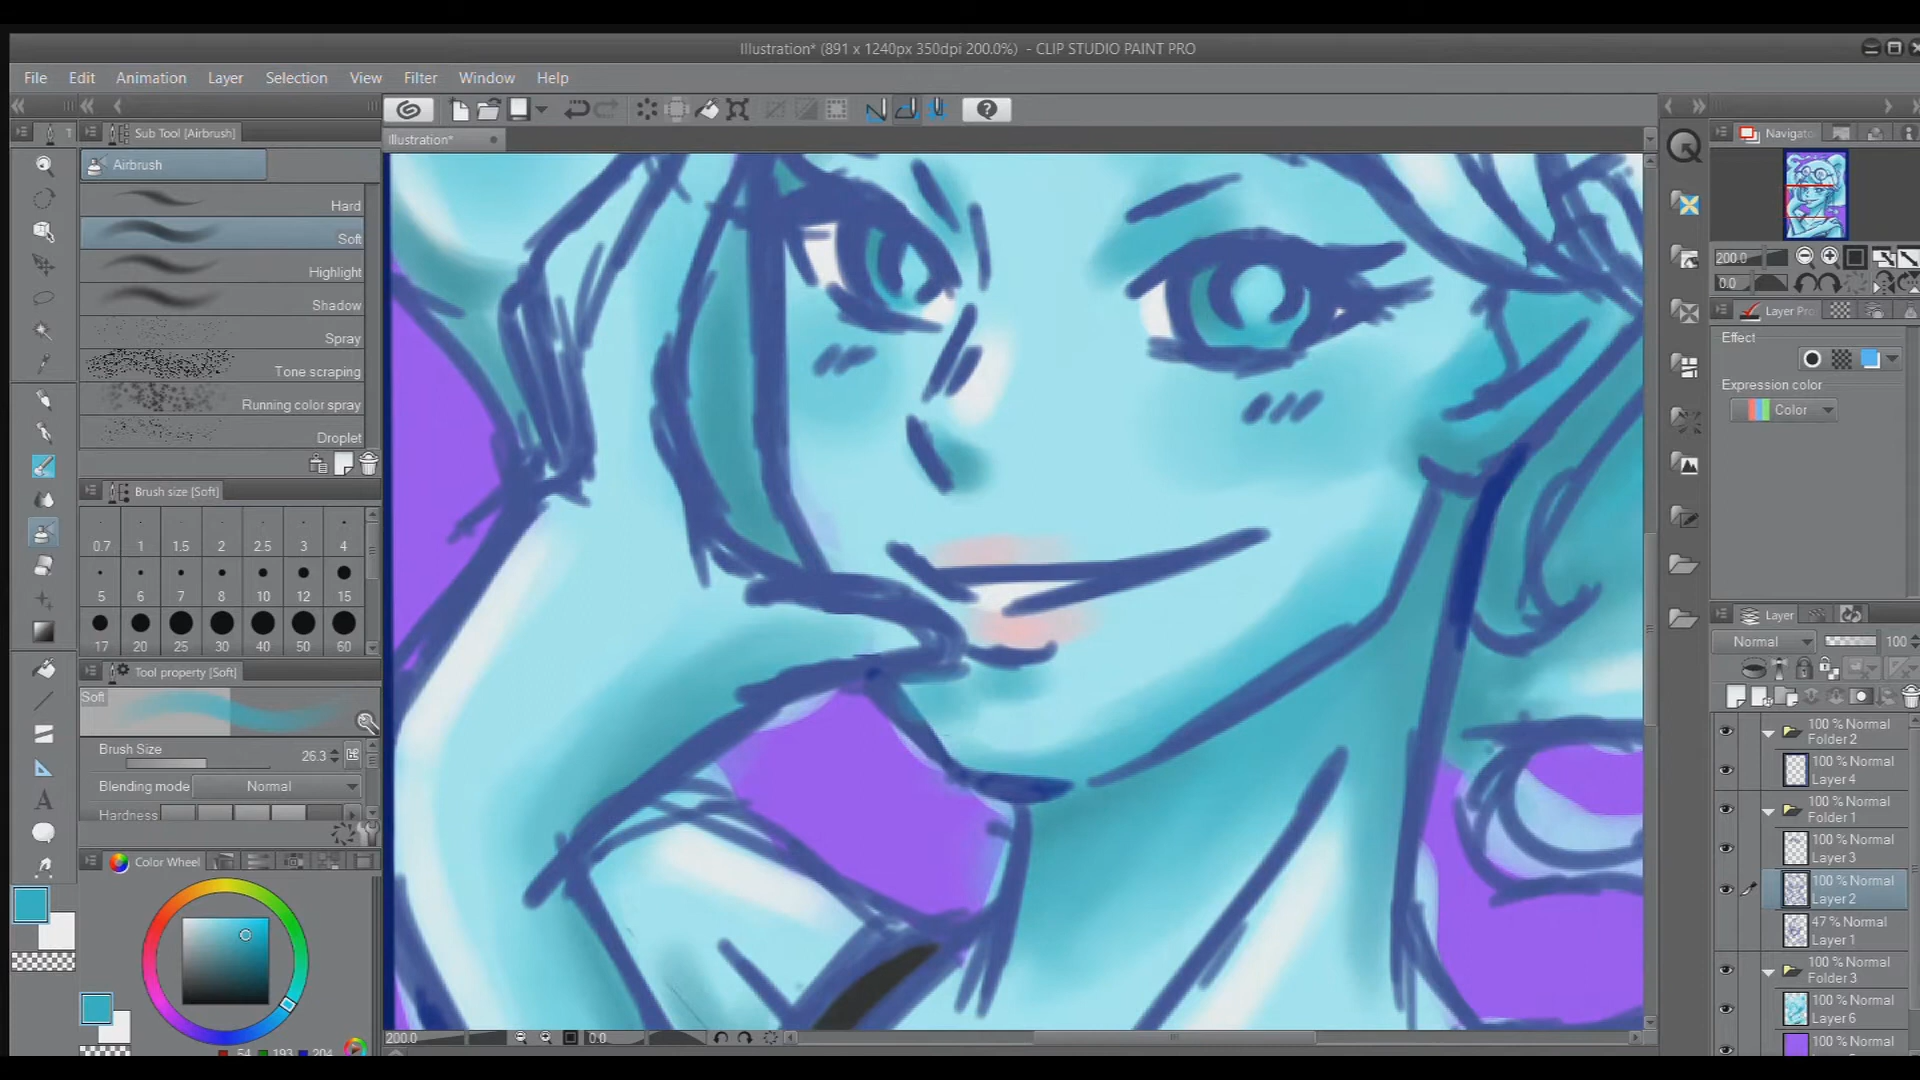 Illustration* (891 x 1240px 350dpi 200.0%) - CLIP STUDIO PAINT PRO
File Edit Animation Layer Selection View Filter Window Help
Sub Tool [Airbrush]
Illustration*
Navigator
Airbrush
Hard
Soft
Highlight
Shadow
Spray
Tone scraping
Running color spray
Droplet
200.0
0.0
Layer Pro
Effect
Expression color
Color
Brush size [Soft]
0.7 1 1.5 2 2.5 3 4
5 6 7 8 10 12 15
17 20 25 30 40 50 60
Tool property [Soft]
Soft
Brush Size 26.3
Blending mode Normal
Hardness
Color Wheel
54 193 204
200.0 0.0
Layer
Normal 100
100 % Normal
Folder 2
100 % Normal
Layer 4
100 % Normal
Folder 1
100 % Normal
Layer 3
100 % Normal
Layer 2
47 % Normal
Layer 1
100 % Normal
Folder 3
100 % Normal
Layer 6
100 % Normal